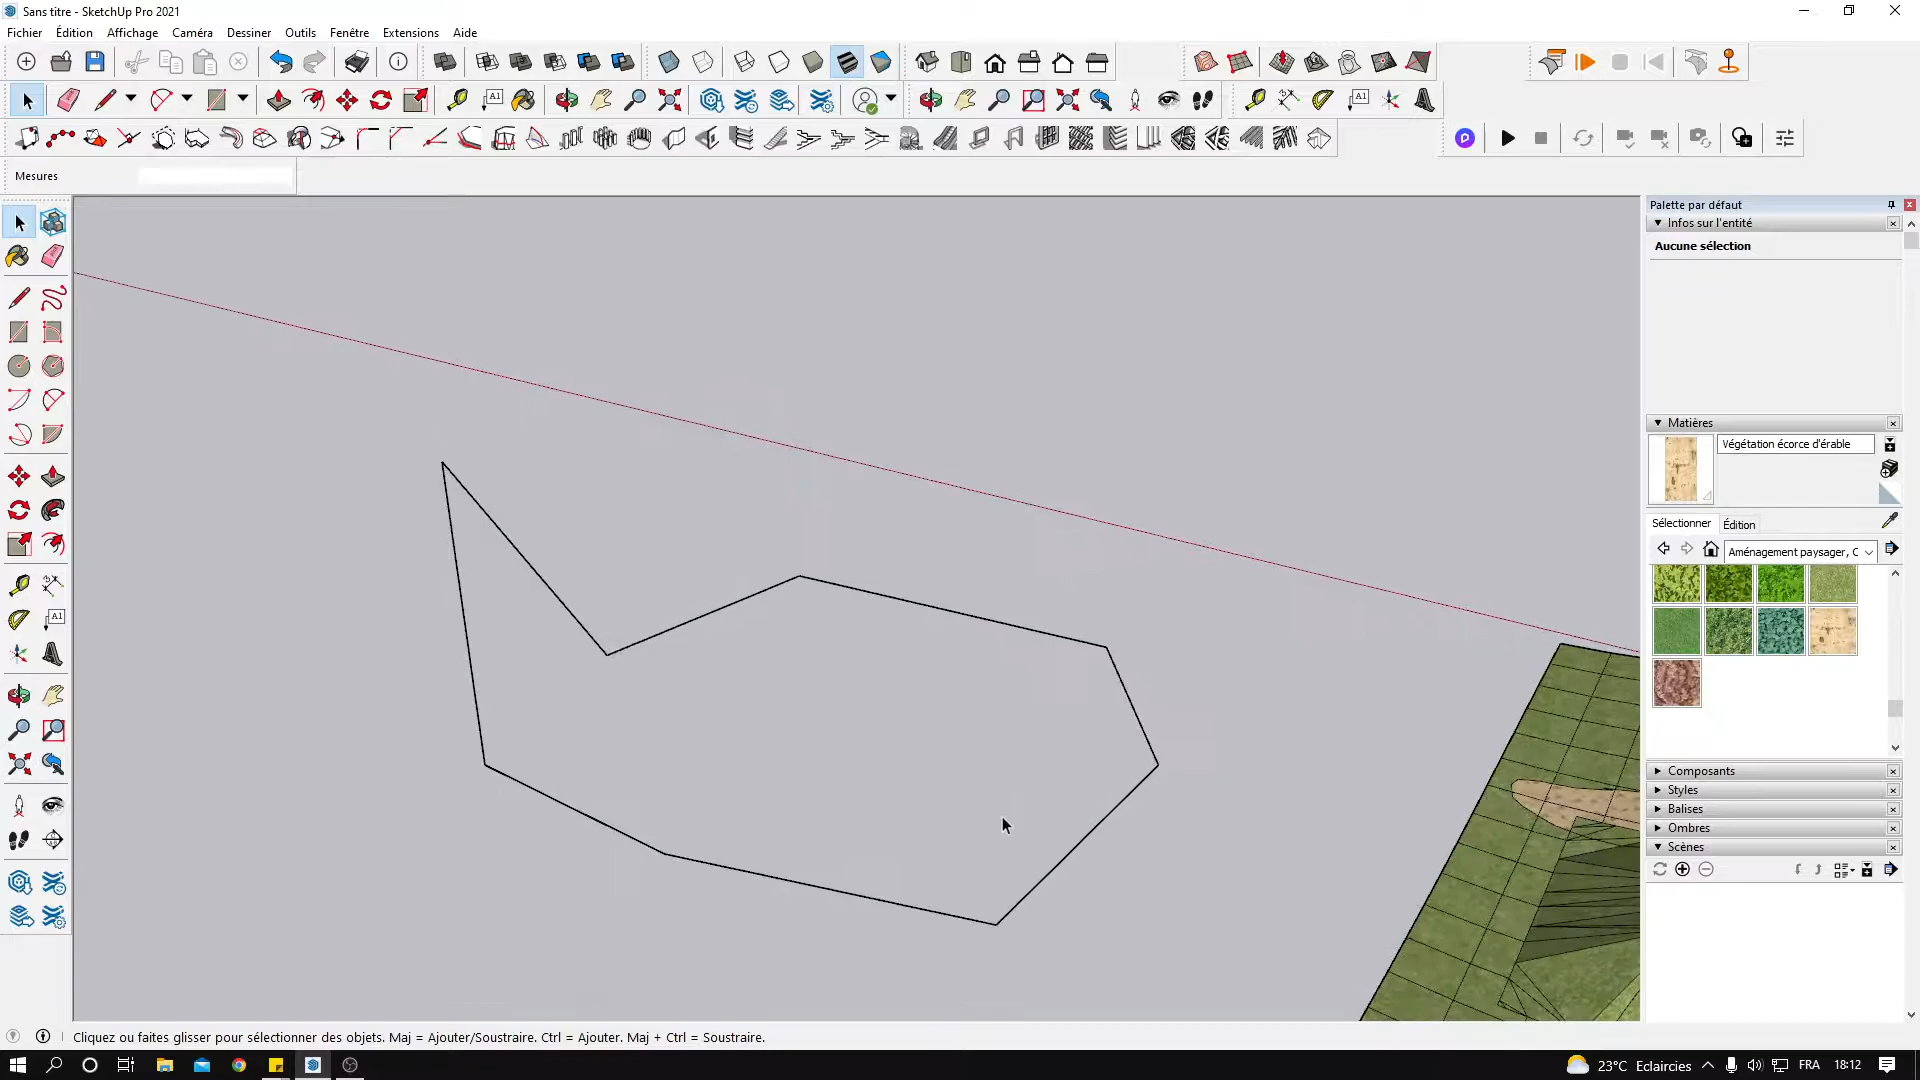 Sans titre - SketchUp Pro 2021
Fichier Édition Affichage Caméra Dessiner Outils Fenêtre Extensions Aide
Mesures
Palette par défaut
Infos sur l'entité
Aucune sélection
Matières
Végétation écorce d'érable
Sélectionner Édition
Aménagement paysager, C
Composants
Styles
Balises
Ombres
Scènes
Cliquez ou faites glisser pour sélectionner des objets. Maj = Ajouter/Soustraire. Ctrl = Ajouter. Maj + Ctrl = Soustraire.
23°C Eclaircies FRA 18:12